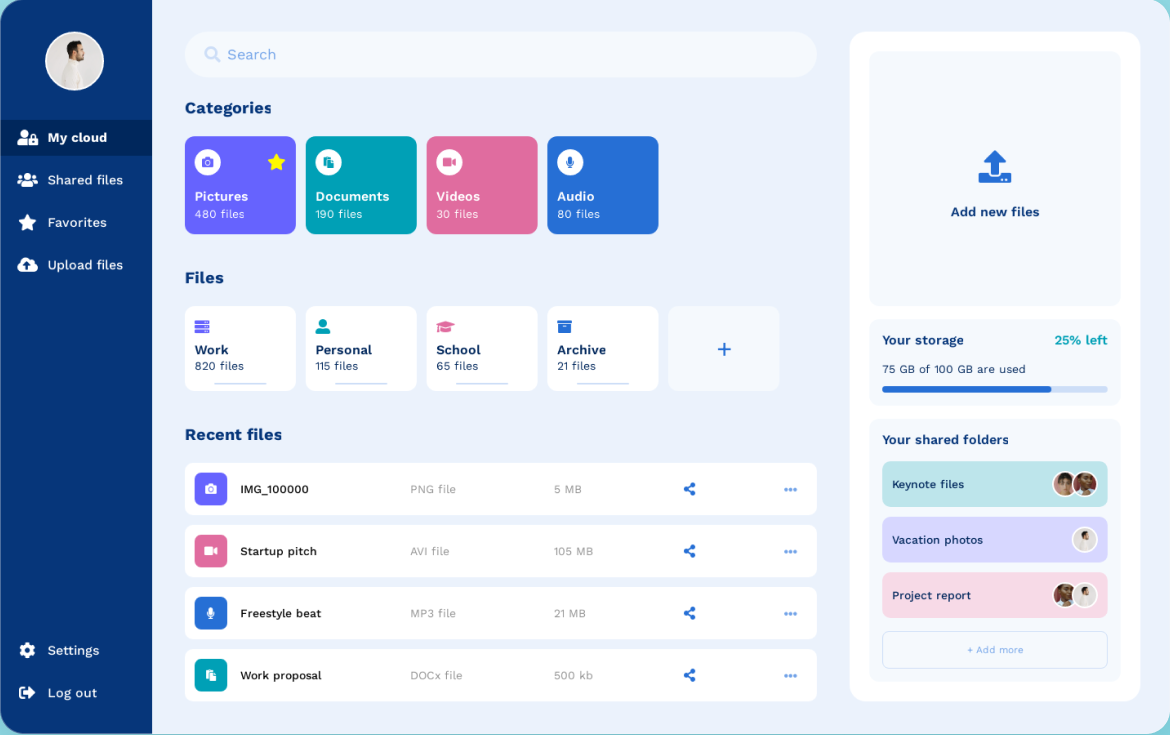 My cloud
Shared files
Favorites
Upload files
Settings
Log out
Search
Categories
Pictures
480 files
Documents
190 files
Videos
30 files
Audio
80 files
Files
Work
820 files
Personal
115 files
School
65 files
Archive
21 files
+
Recent files
IMG_100000 PNG file 5 MB
Startup pitch AVI file 105 MB
Freestyle beat MP3 file 21 MB
Work proposal DOCx file 500 kb
Add new files
Your storage 25% left
75 GB of 100 GB are used
Your shared folders
Keynote files
Vacation photos
Project report
+ Add more